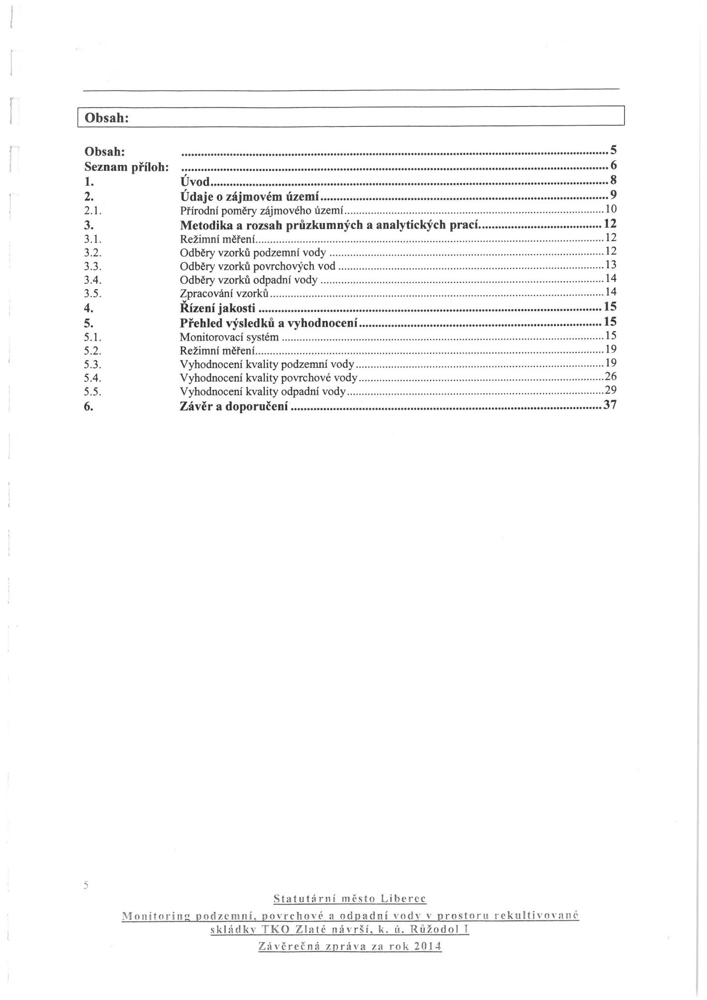 Obsah:
Obsah: ........ 5
Seznam příloh: ........ 6
1. Úvod ........ 8
2. Údaje o zájmovém území ........ 9
2.1. Přírodní poměry zájmového území ........ 10
3. Metodika a rozsah průzkumných a analytických prací ........ 12
3.1. Režimní měření ........ 12
3.2. Odběry vzorků podzemní vody ........ 12
3.3. Odběry vzorků povrchových vod ........ 13
3.4. Odběry vzorků odpadní vody ........ 14
3.5. Zpracování vzorků ........ 14
4. Řízení jakosti ........ 15
5. Přehled výsledků a vyhodnocení ........ 15
5.1. Monitorovací systém ........ 15
5.2. Režimní měření ........ 19
5.3. Vyhodnocení kvality podzemní vody ........ 19
5.4. Vyhodnocení kvality povrchové vody ........ 26
5.5. Vyhodnocení kvality odpadní vody ........ 29
6. Závěr a doporučení ........ 37
5
Statutární město Liberec
Monitoring podzemní, povrchové a odpadní vody v prostoru rekultivované
skládky TKO Zlaté návrší, k. ú. Růžodol I
Závěrečná zpráva za rok 2014